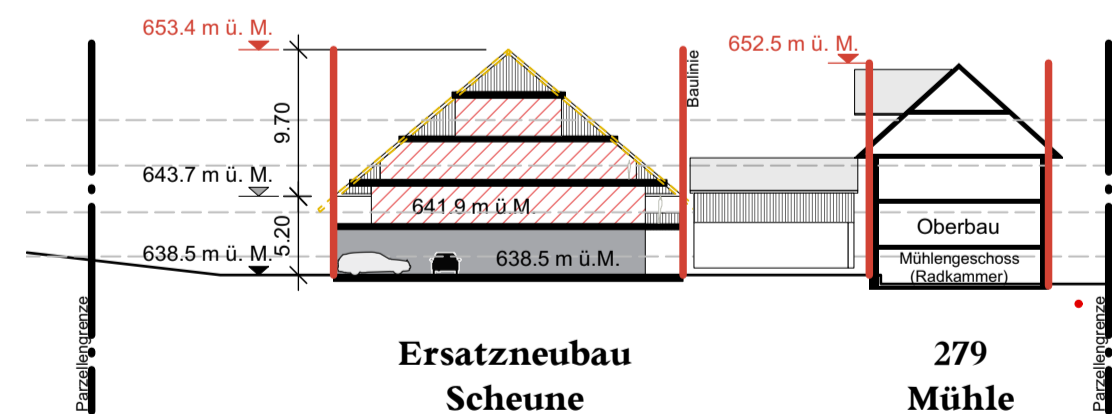 653.4 m ü. M.
652.5 m ü. M.
Baulinie
9.70
643.7 m ü. M.
641.9 m ü.M.
5.20
Oberbau
638.5 m ü. M.
638.5 m ü.M.
Mühlengeschoss
(Radkammer)
Parzellengrenze
Parzellengrenze
Ersatzneubau
Scheune
279
Mühle